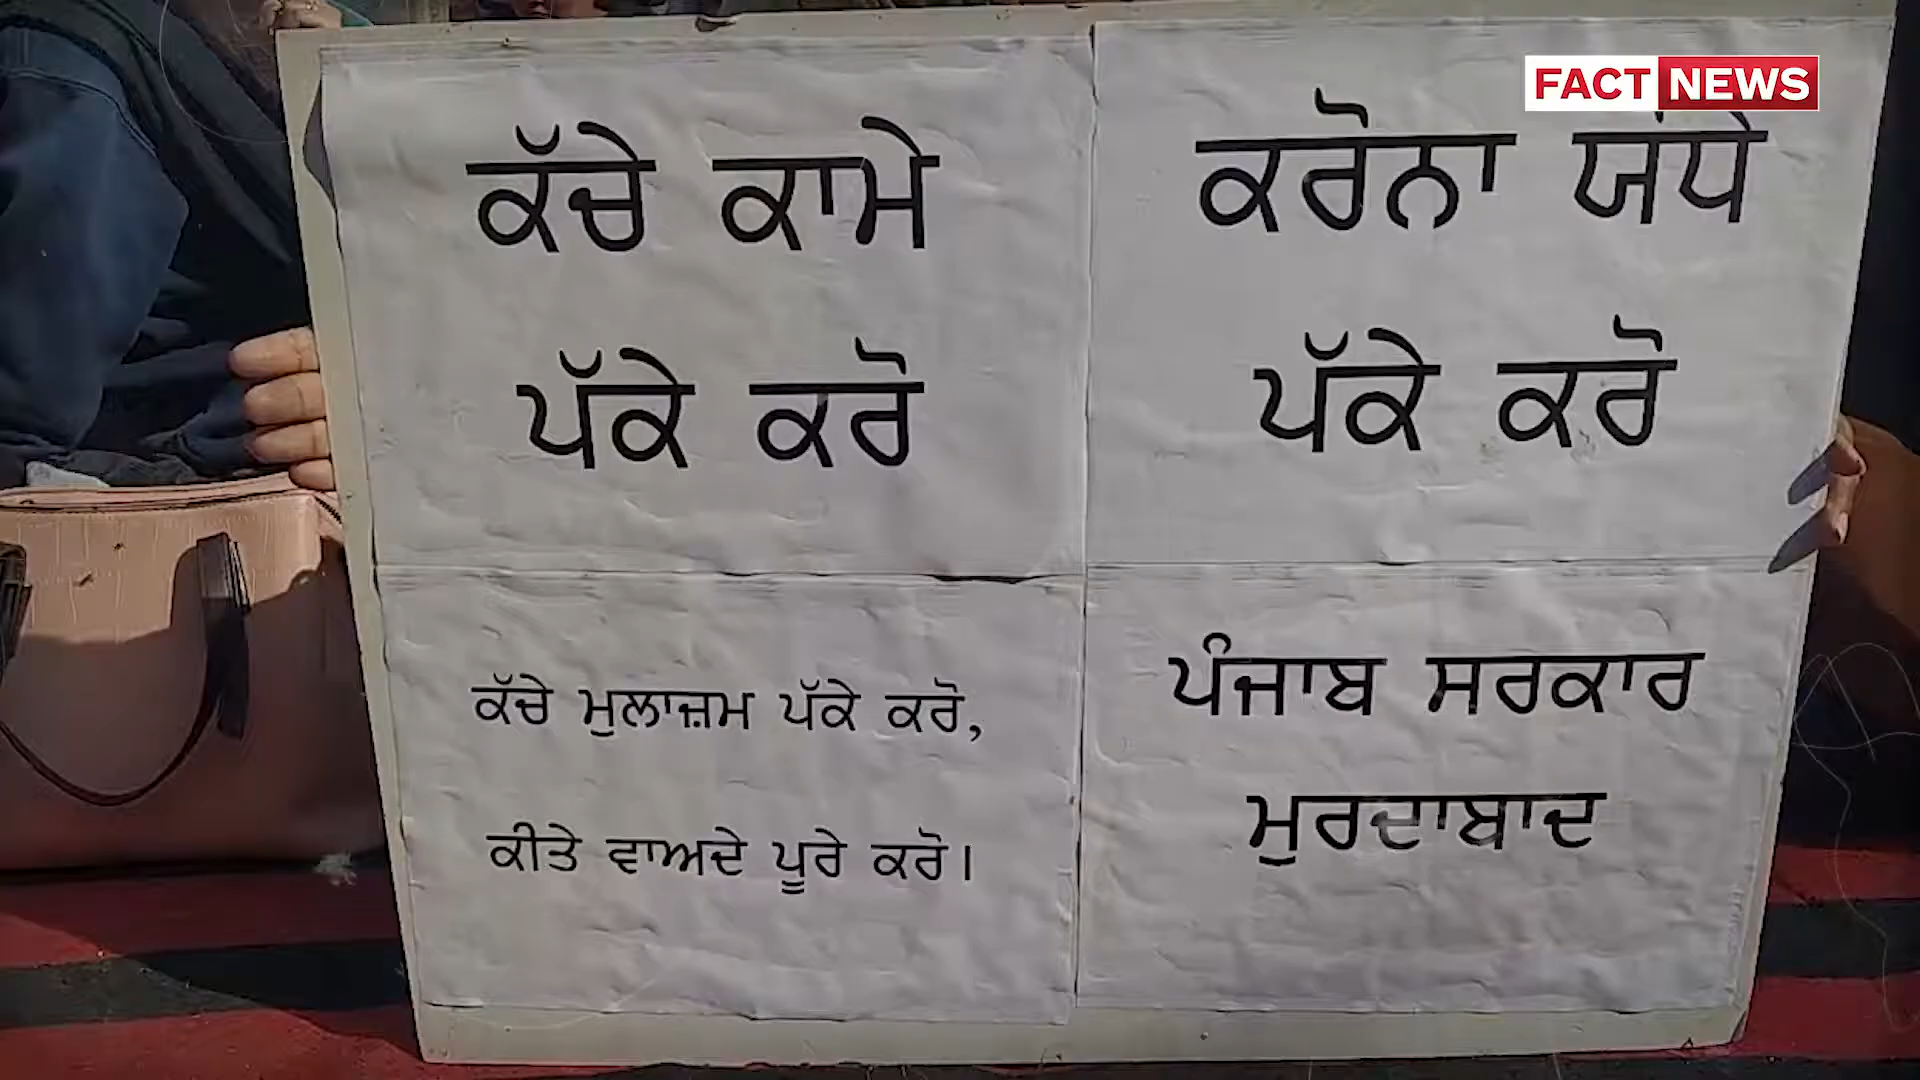 FACT NEWS
ਕੱਚੇ ਕਾਮੇ
ਪੱਕੇ ਕਰੋ
ਕਰੋਨਾ ਯੋਧੇ
ਪੱਕੇ ਕਰੋ
ਕੱਚੇ ਮੁਲਾਜ਼ਮ ਪੱਕੇ ਕਰੋ,
ਕੀਤੇ ਵਾਅਦੇ ਪੂਰੇ ਕਰੋ।
ਪੰਜਾਬ ਸਰਕਾਰ
ਮੁਰਦਾਬਾਦ